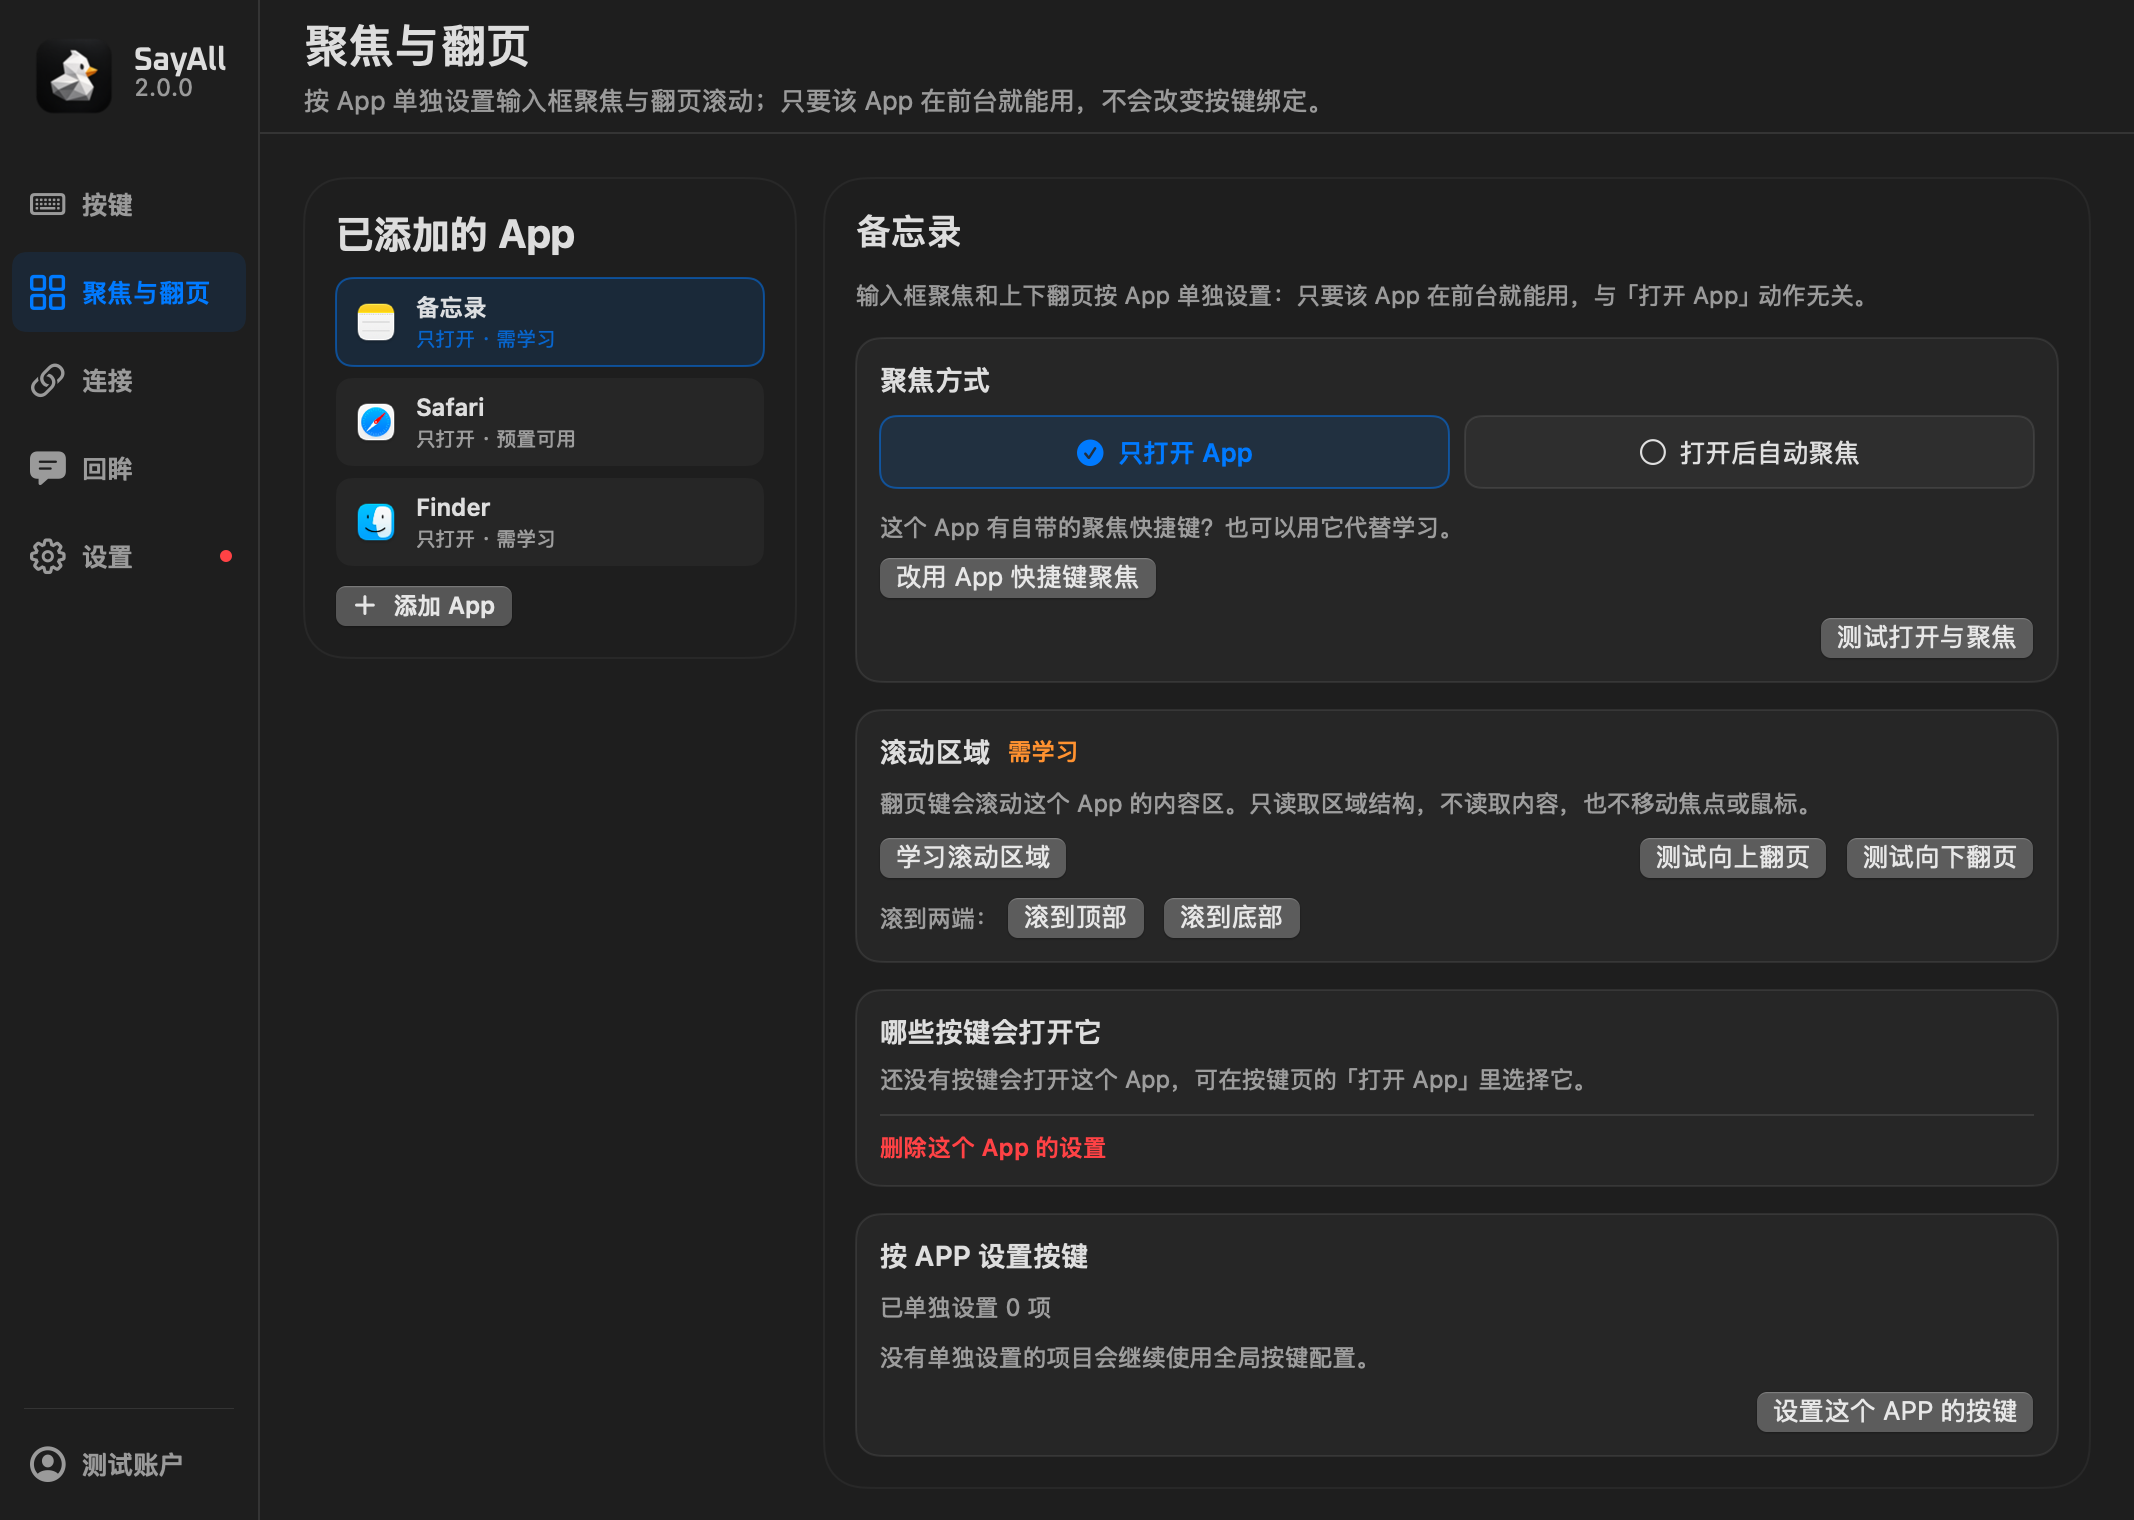 SayAll
2.0.0
按键
聚焦与翻页
连接
回眸
设置
测试账户
聚焦与翻页
按 App 单独设置输入框聚焦与翻页滚动；只要该 App 在前台就能用，不会改变按键绑定。
已添加的 App
备忘录
只打开 · 需学习
Safari
只打开 · 预置可用
Finder
只打开 · 需学习
添加 App
备忘录
输入框聚焦和上下翻页按 App 单独设置：只要该 App 在前台就能用，与「打开 App」动作无关。
聚焦方式
只打开 App
打开后自动聚焦
这个 App 有自带的聚焦快捷键？也可以用它代替学习。
改用 App 快捷键聚焦
测试打开与聚焦
滚动区域 需学习
翻页键会滚动这个 App 的内容区。只读取区域结构，不读取内容，也不移动焦点或鼠标。
学习滚动区域
测试向上翻页
测试向下翻页
滚到两端：
滚到顶部
滚到底部
哪些按键会打开它
还没有按键会打开这个 App，可在按键页的「打开 App」里选择它。
删除这个 App 的设置
按 APP 设置按键
已单独设置 0 项
没有单独设置的项目会继续使用全局按键配置。
设置这个 APP 的按键